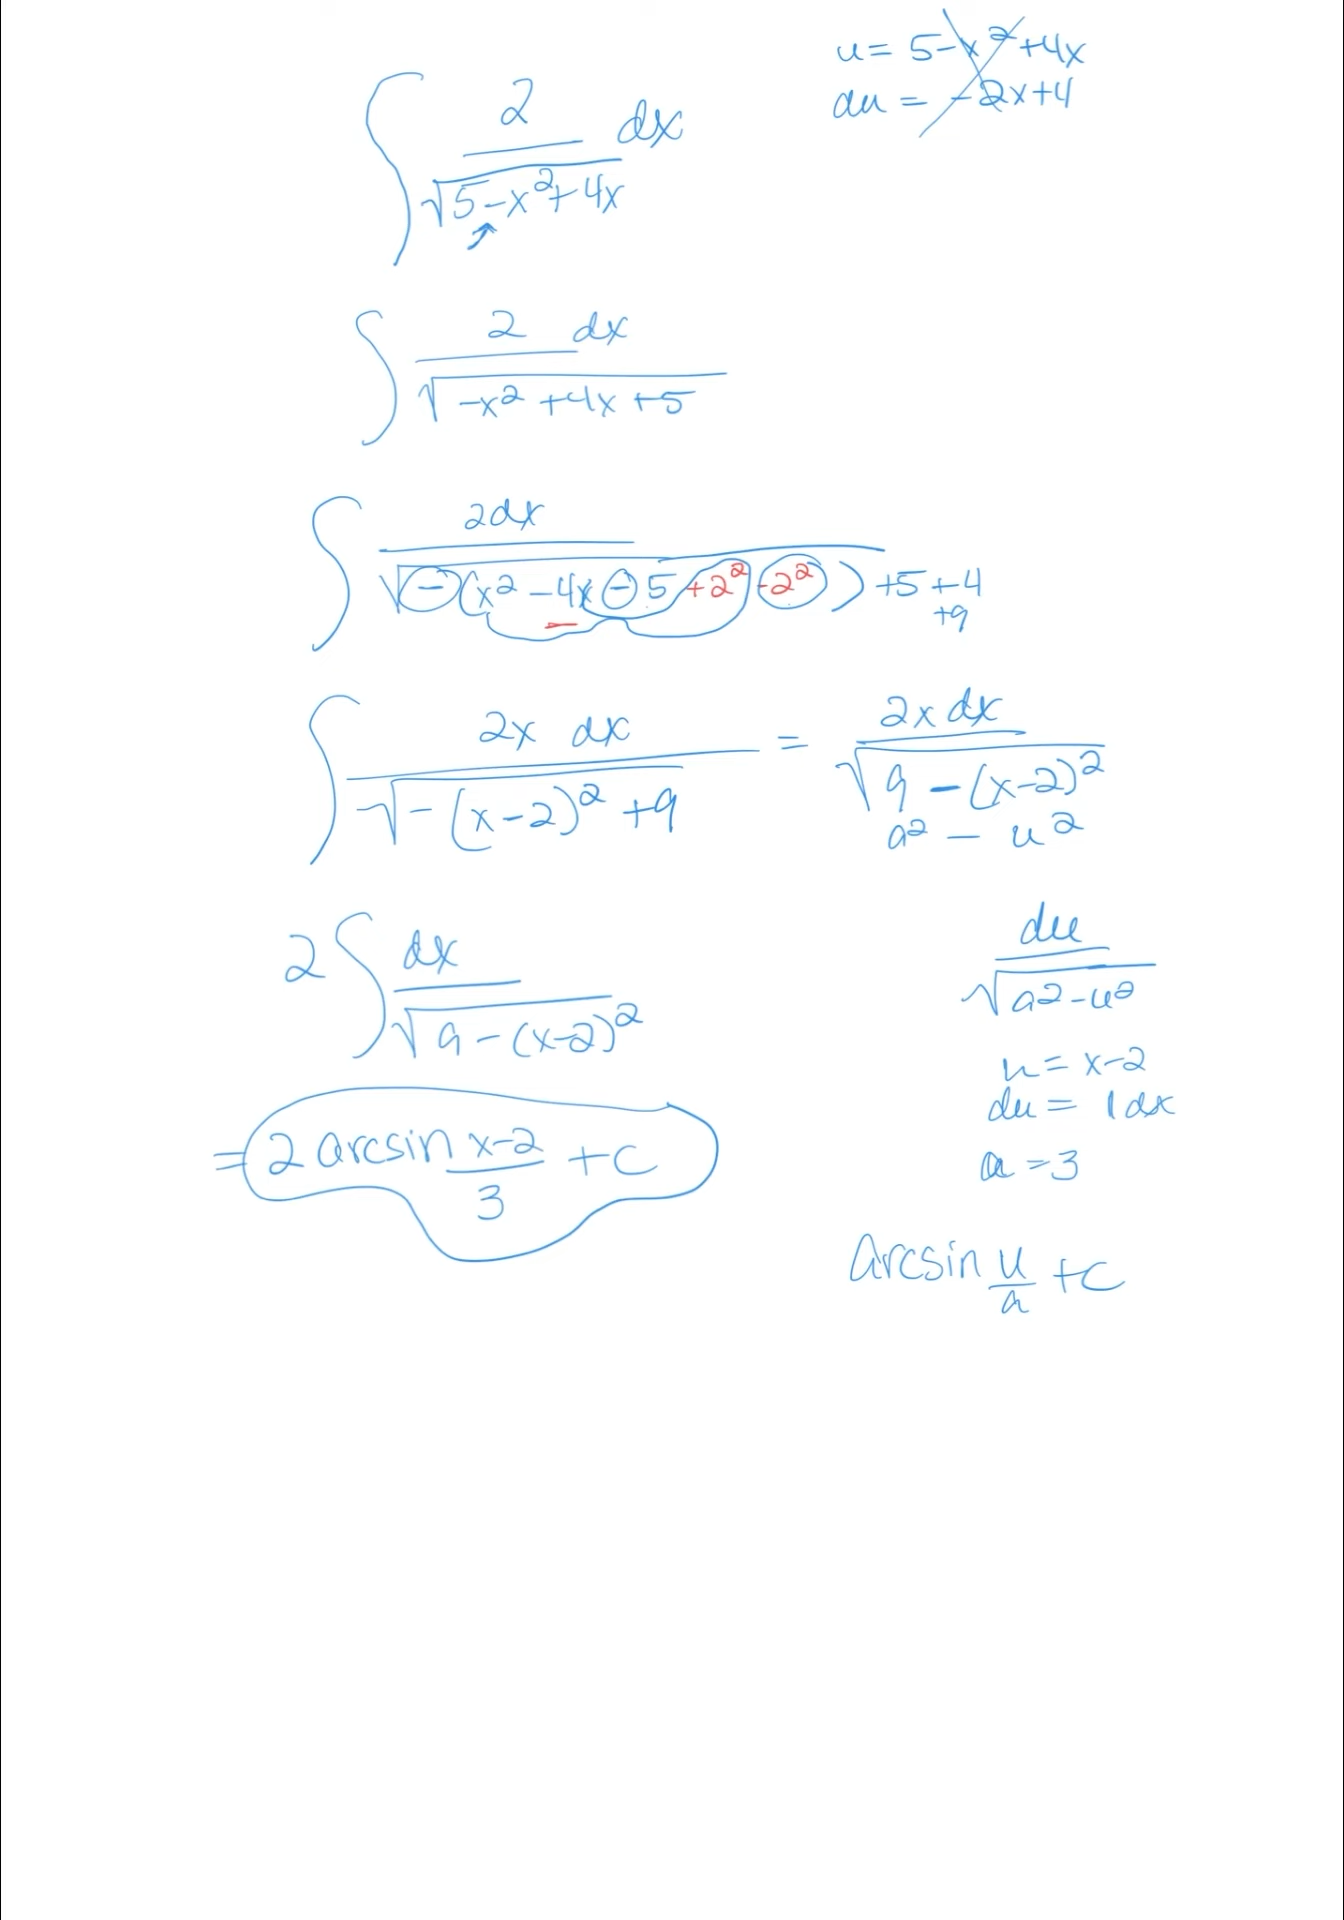 ∫ 2/√(5-x²+4x) dx
u = 5-x²+4x
du = -2x+4
∫ 2 dx/√(-x²+4x+5)
∫ 2dx/√(-(x²-4x-5+2²-2²)) +5+4
+9
∫ 2x dx/√(-(x-2)²+9) = 2x dx/√(9-(x-2)²)
a² - u²
2∫ dx/√(9-(x-2)²)
du/√(a²-u²)
u = x-2
du = 1dx
a = 3
= 2 arcsin (x-2)/3 +c
arcsin u/a +c